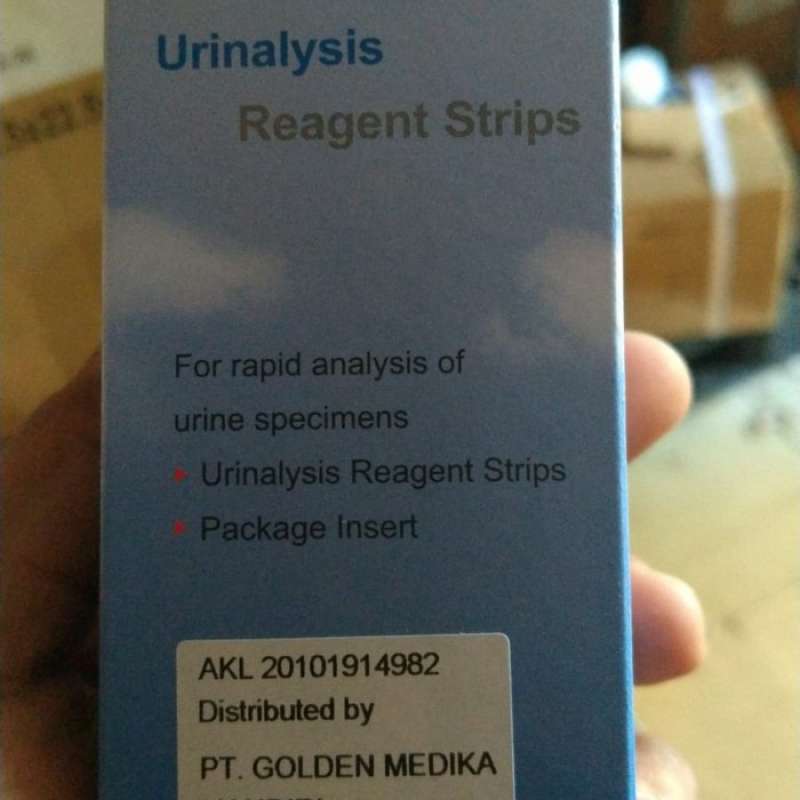 Urinalysis
Reagent Strips
For rapid analysis of
urine specimens
Urinalysis Reagent Strips
Package Insert
AKL 20101914982
Distributed by
PT. GOLDEN MEDIKA